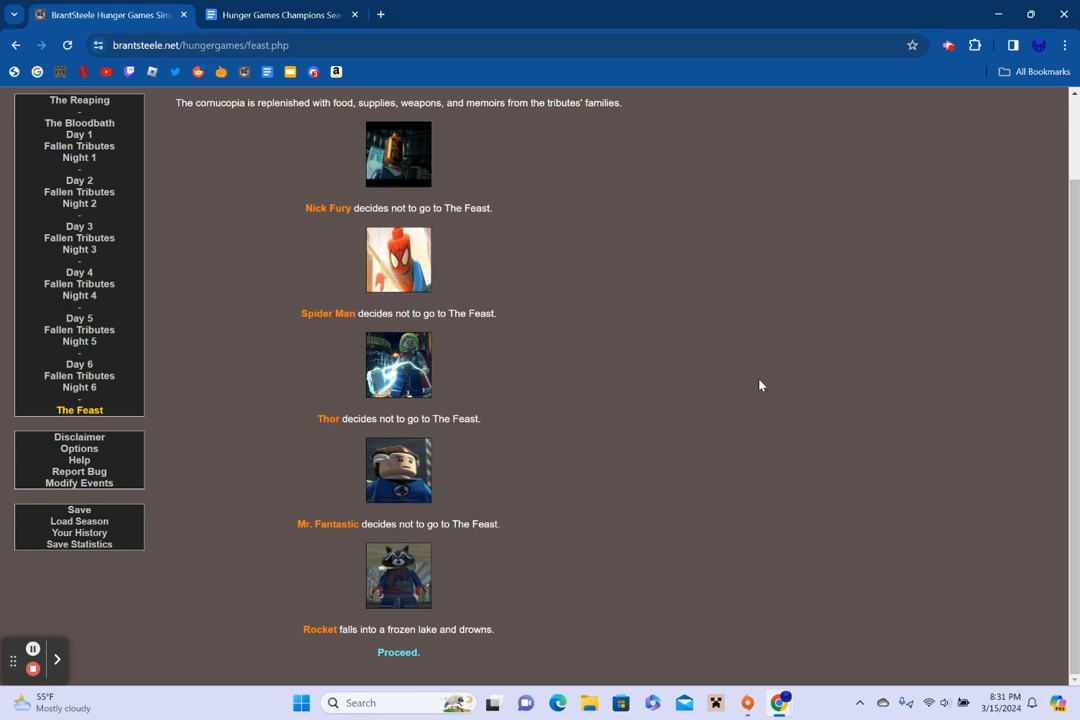 BrantSteele Hunger Games Sim
Hunger Games Champions Sea
brantsteele.net/hungergames/feast.php
All Bookmarks
The Reaping
-
The Bloodbath
Day 1
Fallen Tributes
Night 1
-
Day 2
Fallen Tributes
Night 2
-
Day 3
Fallen Tributes
Night 3
-
Day 4
Fallen Tributes
Night 4
-
Day 5
Fallen Tributes
Night 5
-
Day 6
Fallen Tributes
Night 6
-
The Feast
Disclaimer
Options
Help
Report Bug
Modify Events
Save
Load Season
Your History
Save Statistics
The cornucopia is replenished with food, supplies, weapons, and memoirs from the tributes' families.
Nick Fury decides not to go to The Feast.
Spider Man decides not to go to The Feast.
Thor decides not to go to The Feast.
Mr. Fantastic decides not to go to The Feast.
Rocket falls into a frozen lake and drowns.
Proceed.
55°F
Mostly cloudy
Search
8:31 PM
3/15/2024